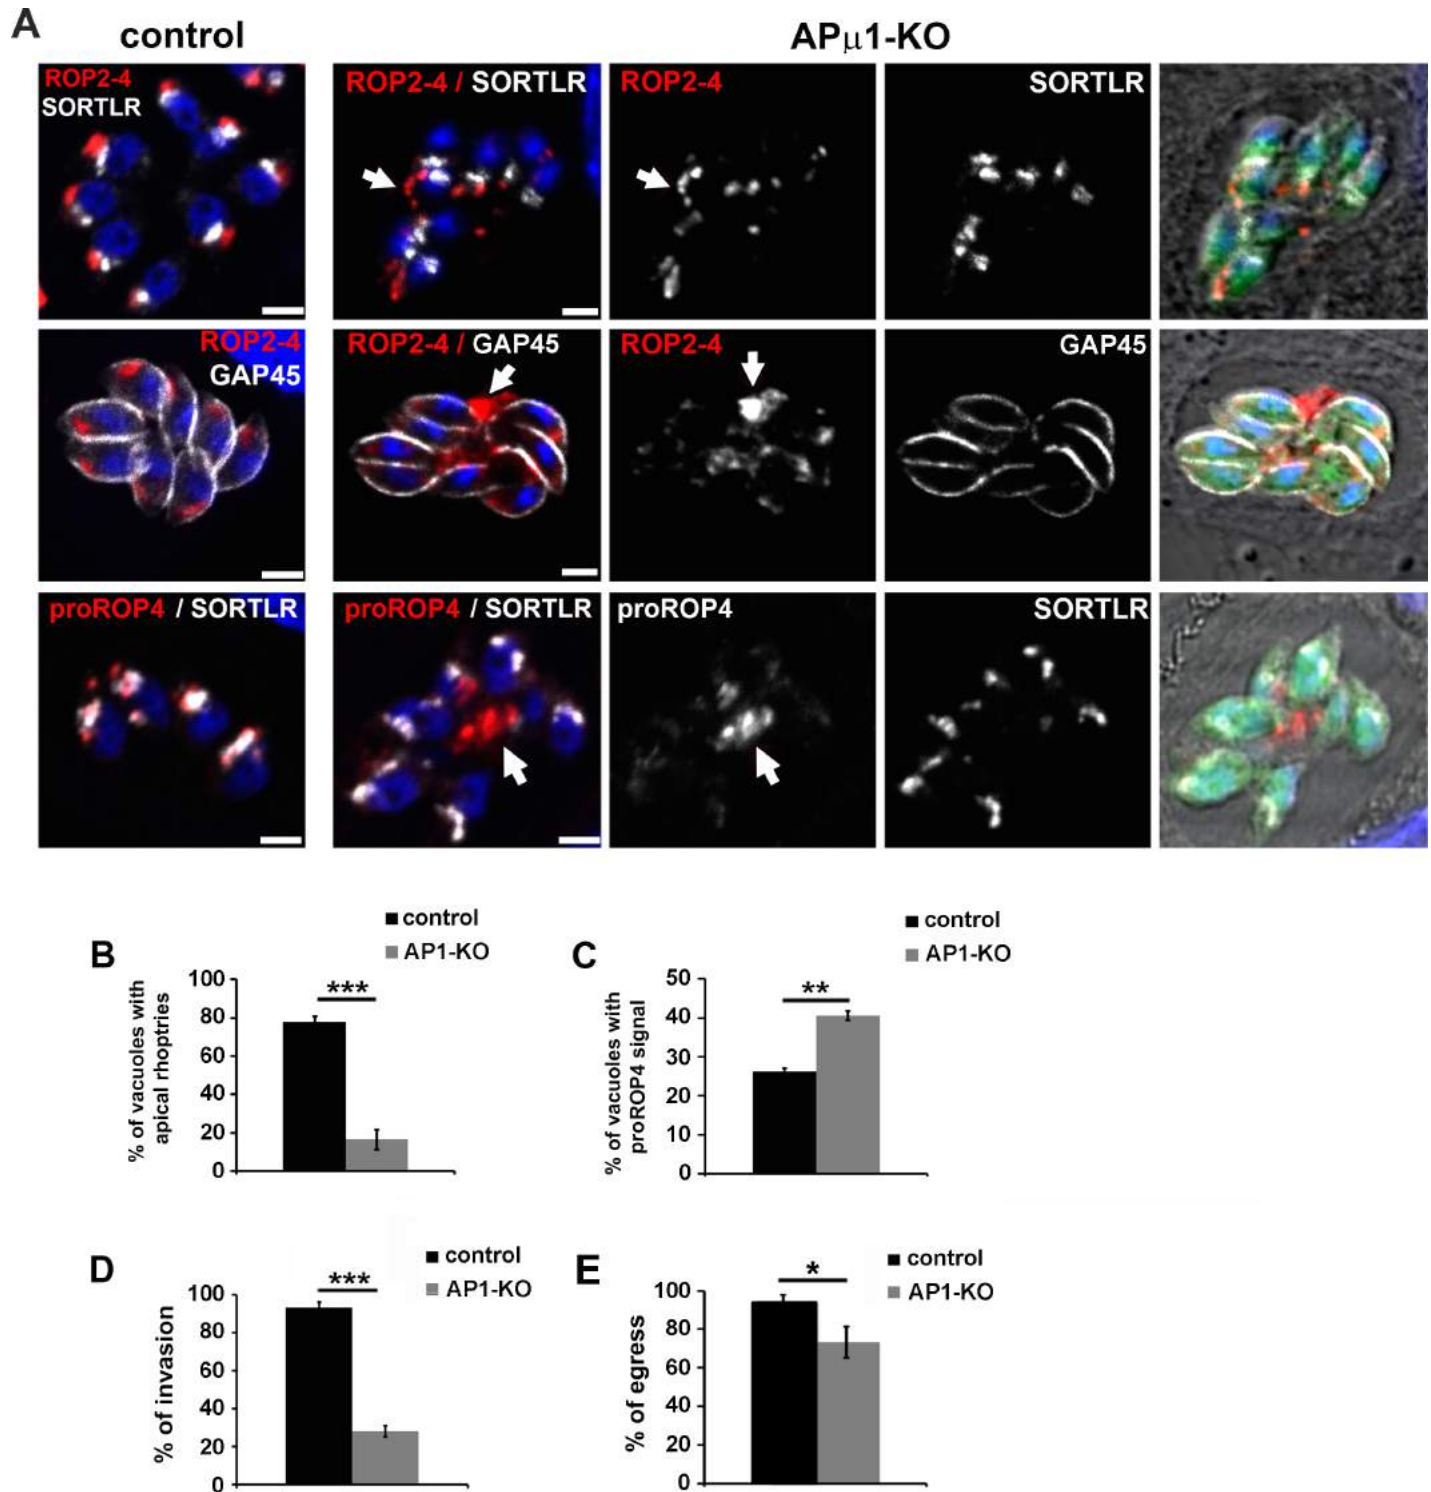 A
control
APμ1-KO
ROP2-4
SORTLR
ROP2-4 / SORTLR
ROP2-4
SORTLR
ROP2-4
GAP45
ROP2-4 / GAP45
ROP2-4
GAP45
proROP4 / SORTLR
proROP4 / SORTLR
proROP4
SORTLR
B
control
AP1-KO
% of vacuoles with
apical rhoptries
100
80
60
40
20
0
***
C
control
AP1-KO
% of vacuoles with
proROP4 signal
50
40
30
20
10
0
**
D
control
AP1-KO
% of invasion
100
80
60
40
20
0
***
E
control
AP1-KO
% of egress
100
80
60
40
20
0
*